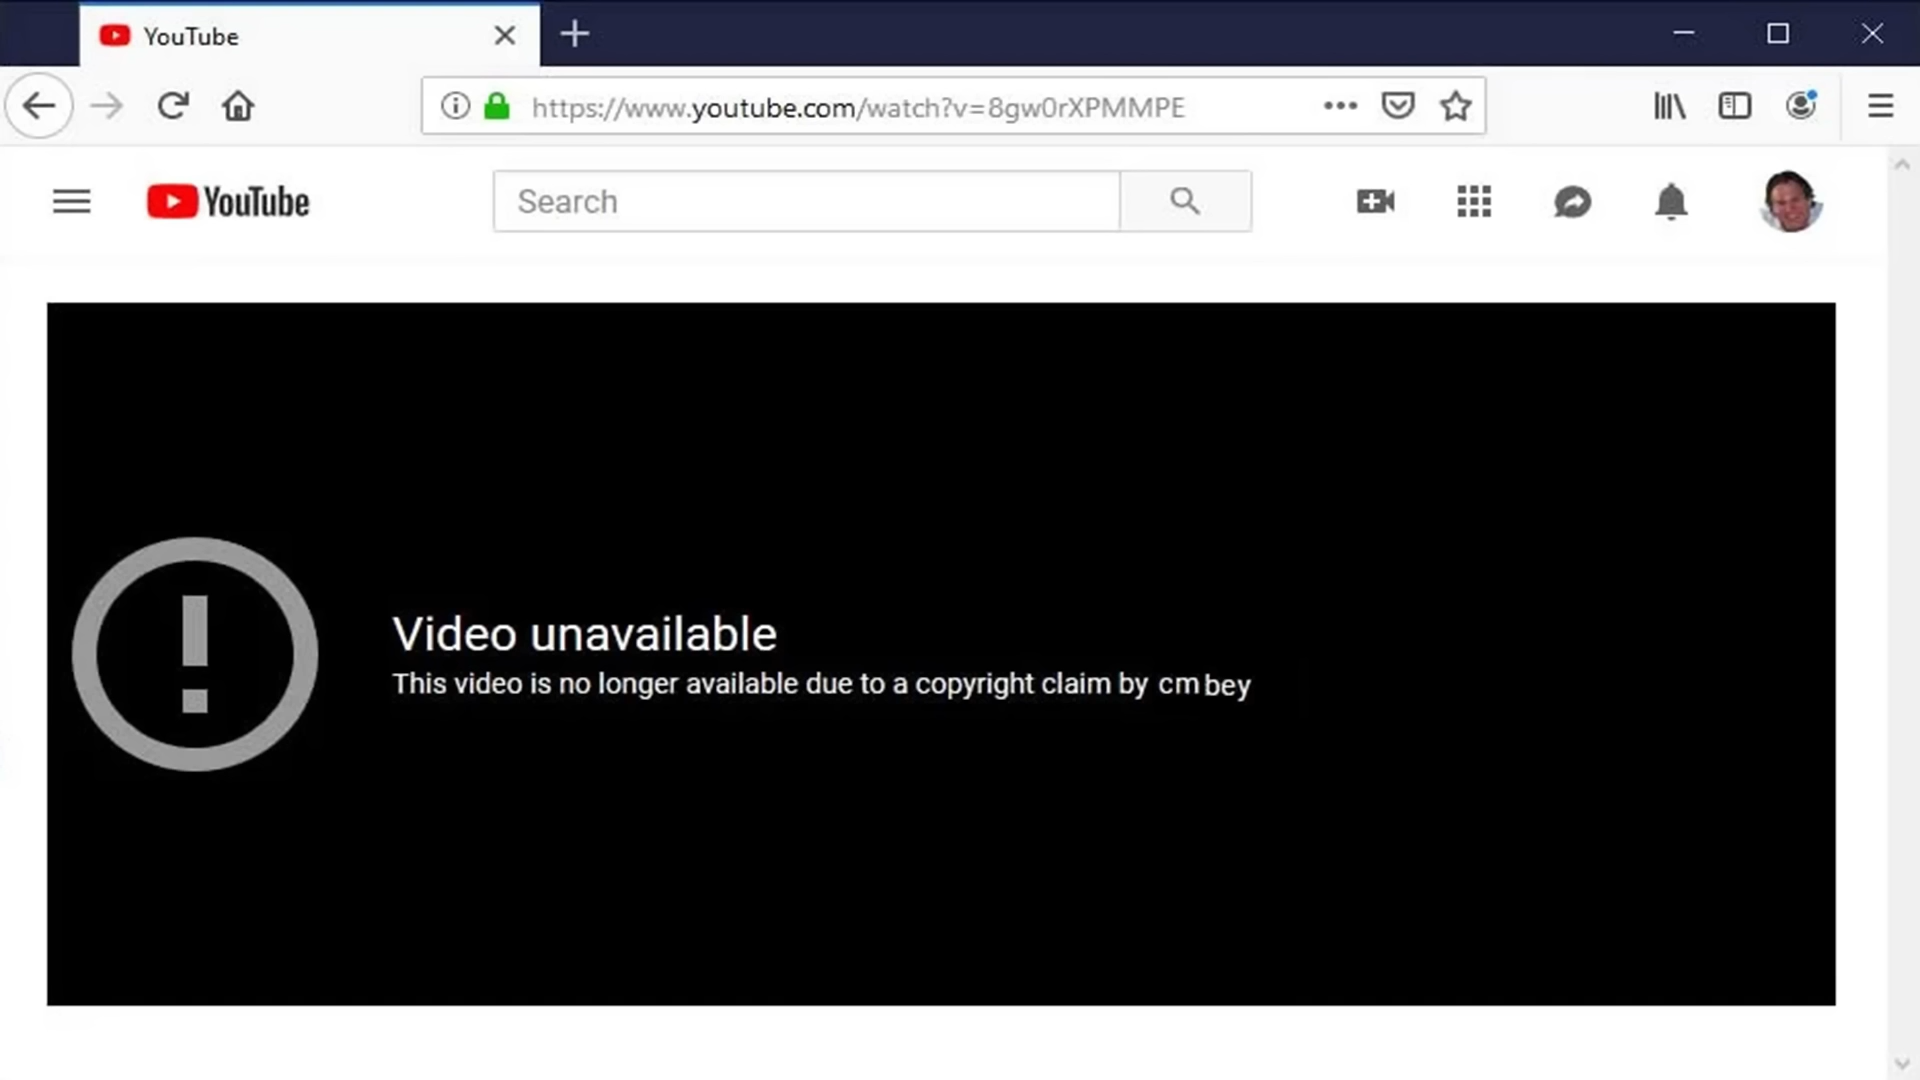 YouTube
https://www.youtube.com/watch?v=8gw0rXPMMPE
YouTube
Search
Video unavailable
This video is no longer available due to a copyright claim by cm bey